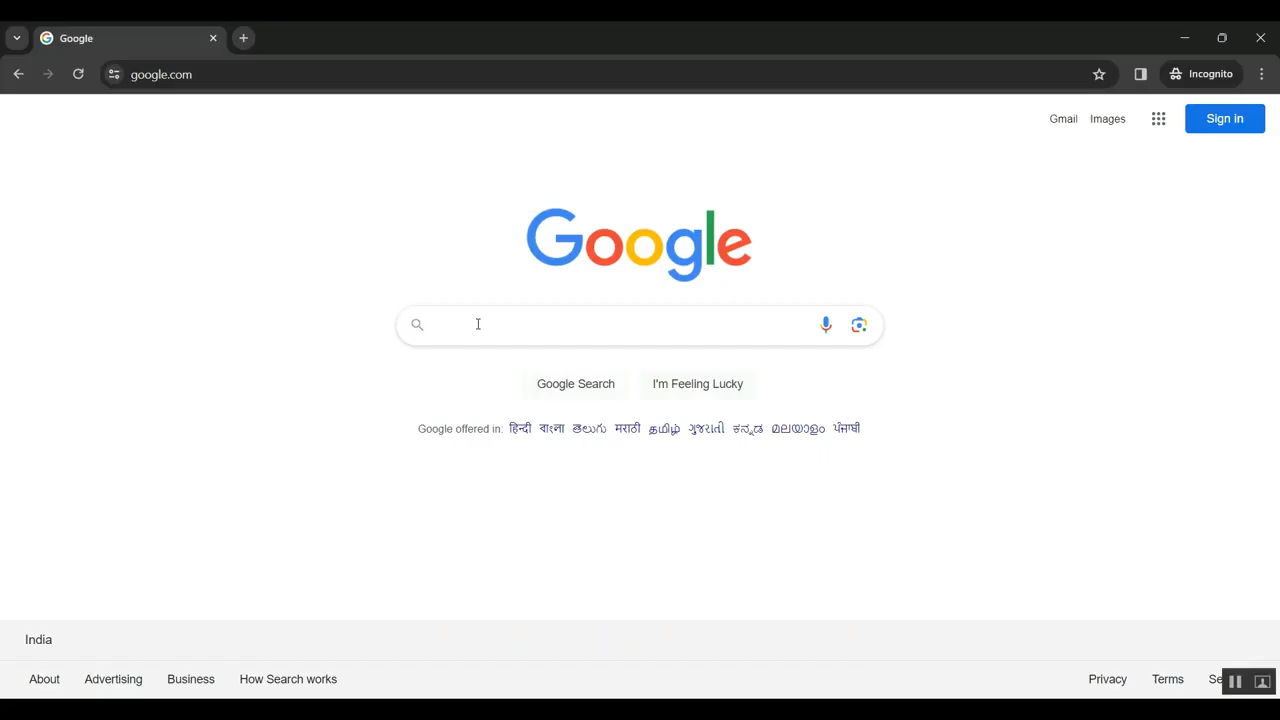 Google
google.com
Incognito
Gmail Images Sign in
Google
Google Search I'm Feeling Lucky
Google offered in: हिन्दी বাংলা తెలుగు मराठी தமிழ் ગુજરાતી ಕನ್ನಡ മലയാളം ਪੰਜਾਬੀ
India
About Advertising Business How Search works Privacy Terms Se